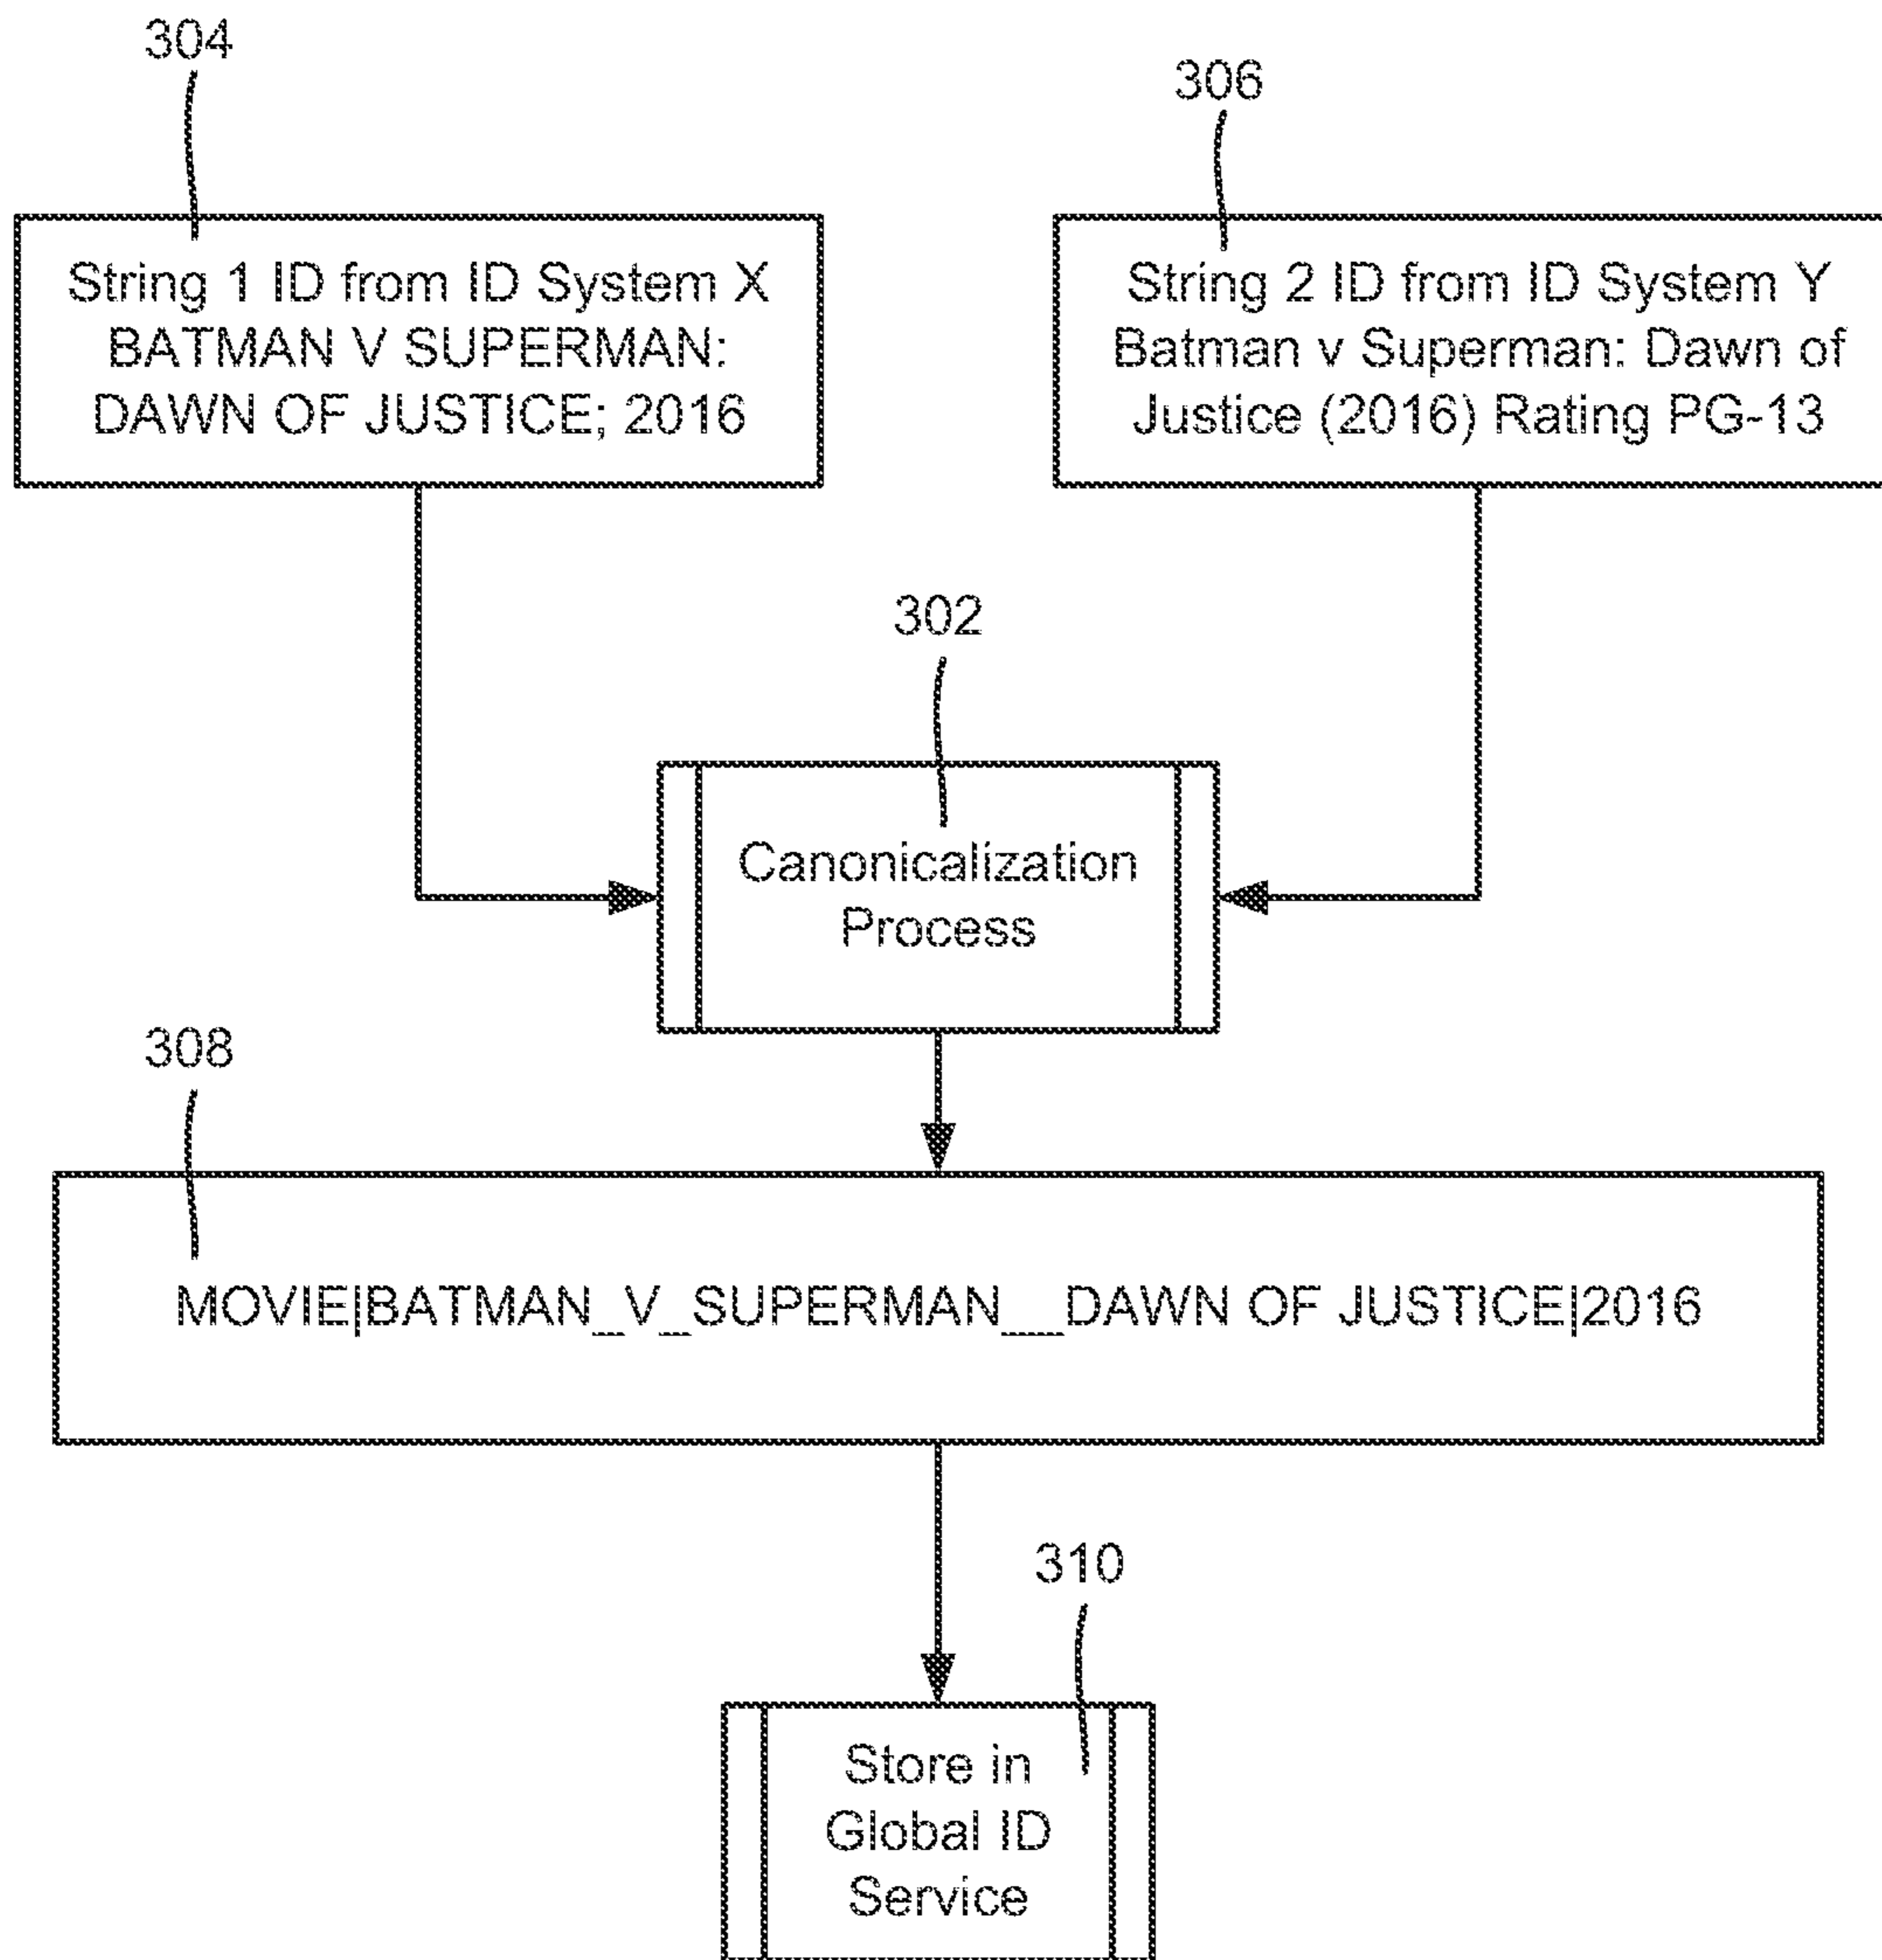 304
306
String 1 ID from ID System X
BATMAN V SUPERMAN:
DAWN OF JUSTICE; 2016
String 2 ID from ID System Y
Batman v Superman: Dawn of
Justice (2016) Rating PG-13
302
Canonicalization
Process
308
MOVIE|BATMAN_V_SUPERMAN__DAWN OF JUSTICE|2016
310
Store in
Global ID
Service